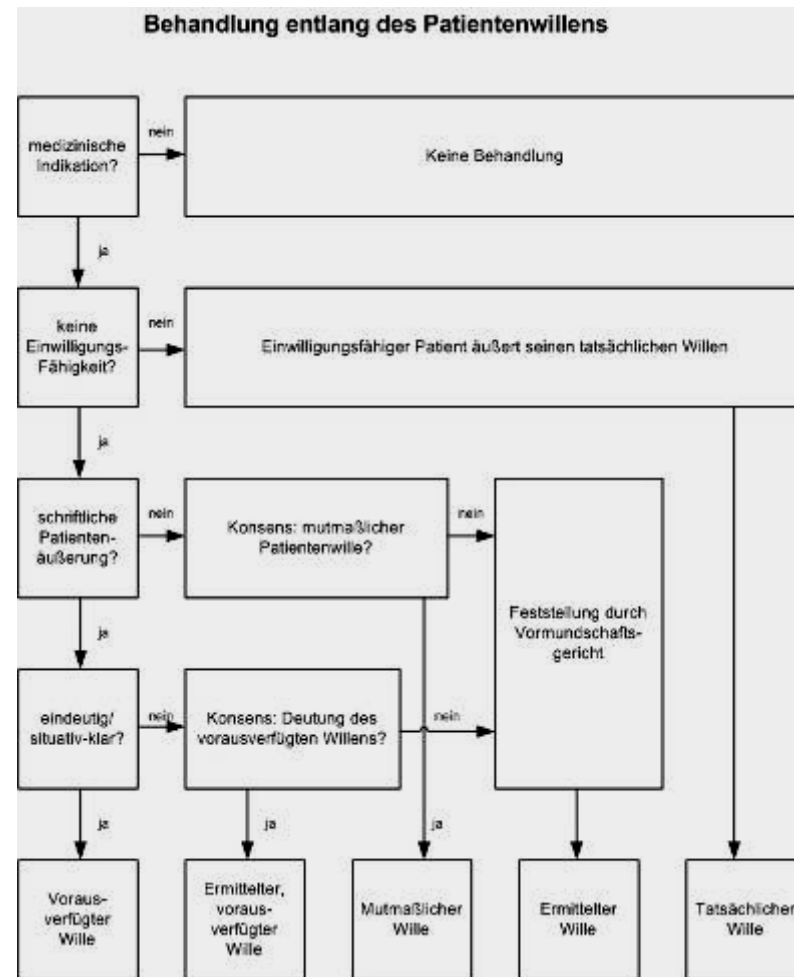 Behandlung entlang des Patientenwillens
medizinische
Indikation?
nein
Keine Behandlung
ja
keine
Einwilligungs-
Fähigkeit?
nein
Einwilligungsfähiger Patient äußert seinen tatsächlichen Willen
ja
schriftliche
Patienten-
äußerung?
nein
Konsens: mutmaßlicher
Patientenwille?
nein
Feststellung durch
Vormundschafts-
gericht
ja
eindeutig/
situativ-klar?
nein
Konsens: Deutung des
vorausverfügten Willens?
nein
ja
ja
ja
Voraus-
verfügter
Wille
Ermittelter,
voraus-
verfügter
Wille
Mutmaßlicher
Wille
Ermittelter
Wille
Tatsächlicher
Wille